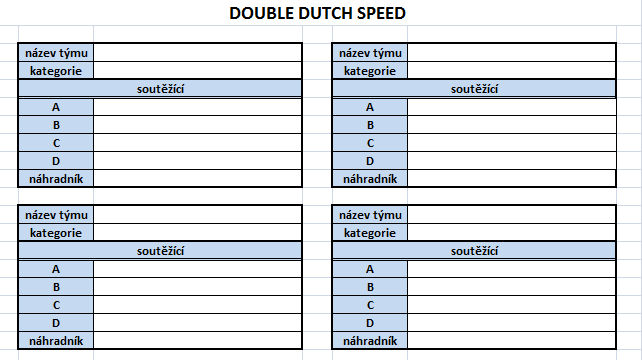 DOUBLE DUTCH SPEED
název týmu
kategorie
soutěžící
A
B
C
D
náhradník
název týmu
kategorie
soutěžící
A
B
C
D
náhradník
název týmu
kategorie
soutěžící
A
B
C
D
náhradník
název týmu
kategorie
soutěžící
A
B
C
D
náhradník